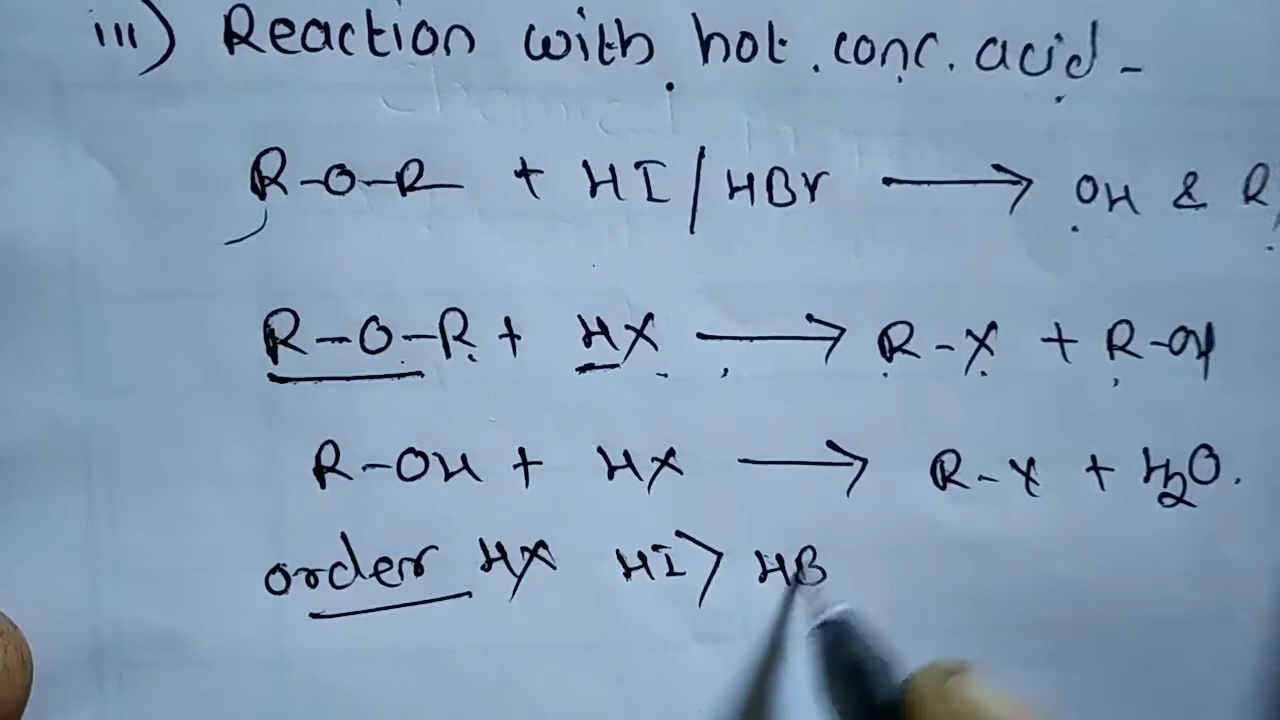 iii) Reaction with hot conc. acid -
R-O-R + HI/HBr ⟶ OH & R
R-O-R + HX ⟶ R-X + R-OH
R-OH + HX ⟶ R-X + H2O.
order HX HI > HB